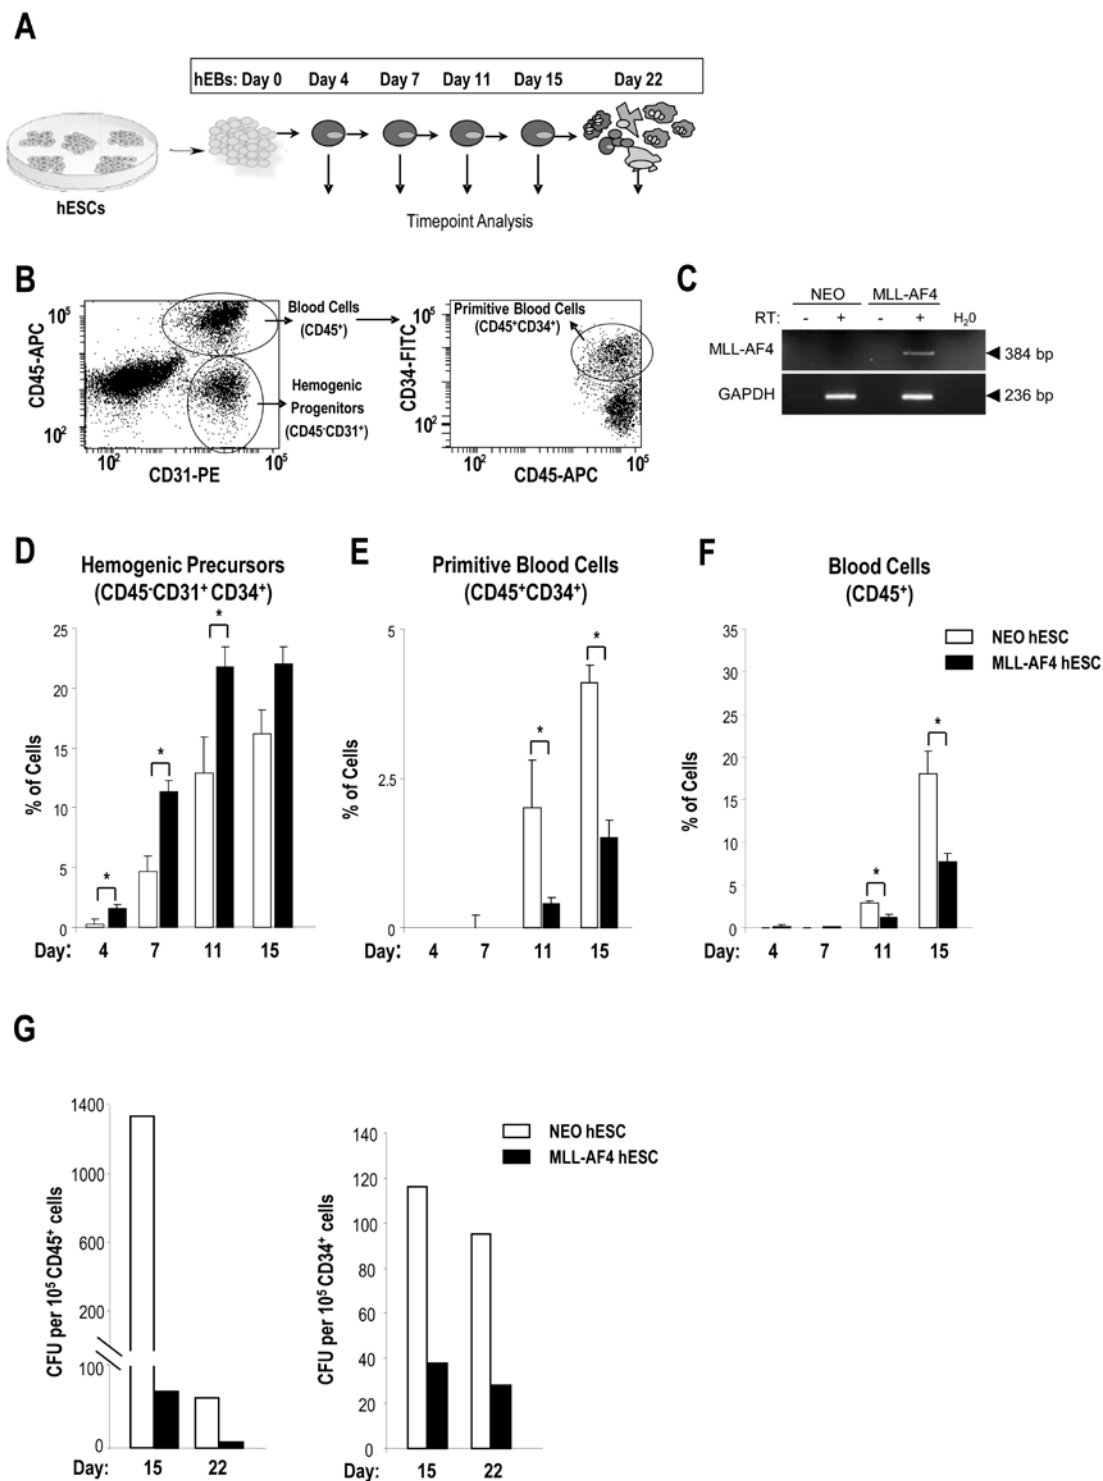 A
hEBs: Day 0 Day 4 Day 7 Day 11 Day 15 Day 22
hESCs
Timepoint Analysis
B
10⁵
10²
CD45-APC
10² 10⁵
CD31-PE
Blood Cells
(CD45⁺)
Hemogenic
Progenitors
(CD45⁻CD31⁺)
Primitive Blood Cells
(CD45⁺CD34⁺)
10⁵
10²
CD34-FITC
10² 10⁵
CD45-APC
C
NEO MLL-AF4
RT: - + - + H₂0
MLL-AF4 384 bp
GAPDH 236 bp
D
Hemogenic Precursors
(CD45⁻CD31⁺ CD34⁺)
25
20
15
10
5
0
% of Cells
* * *
Day: 4 7 11 15
E
Primitive Blood Cells
(CD45⁺CD34⁺)
5
2.5
0
% of Cells
* *
Day: 4 7 11 15
F
Blood Cells
(CD45⁺)
35
30
25
20
15
10
5
0
% of Cells
* *
Day: 4 7 11 15
NEO hESC
MLL-AF4 hESC
G
1400
1300
600
200
100
0
CFU per 10⁵ CD45⁺ cells
Day: 15 22
140
120
100
80
60
40
20
0
CFU per 10⁵ CD34⁺ cells
Day: 15 22
NEO hESC
MLL-AF4 hESC